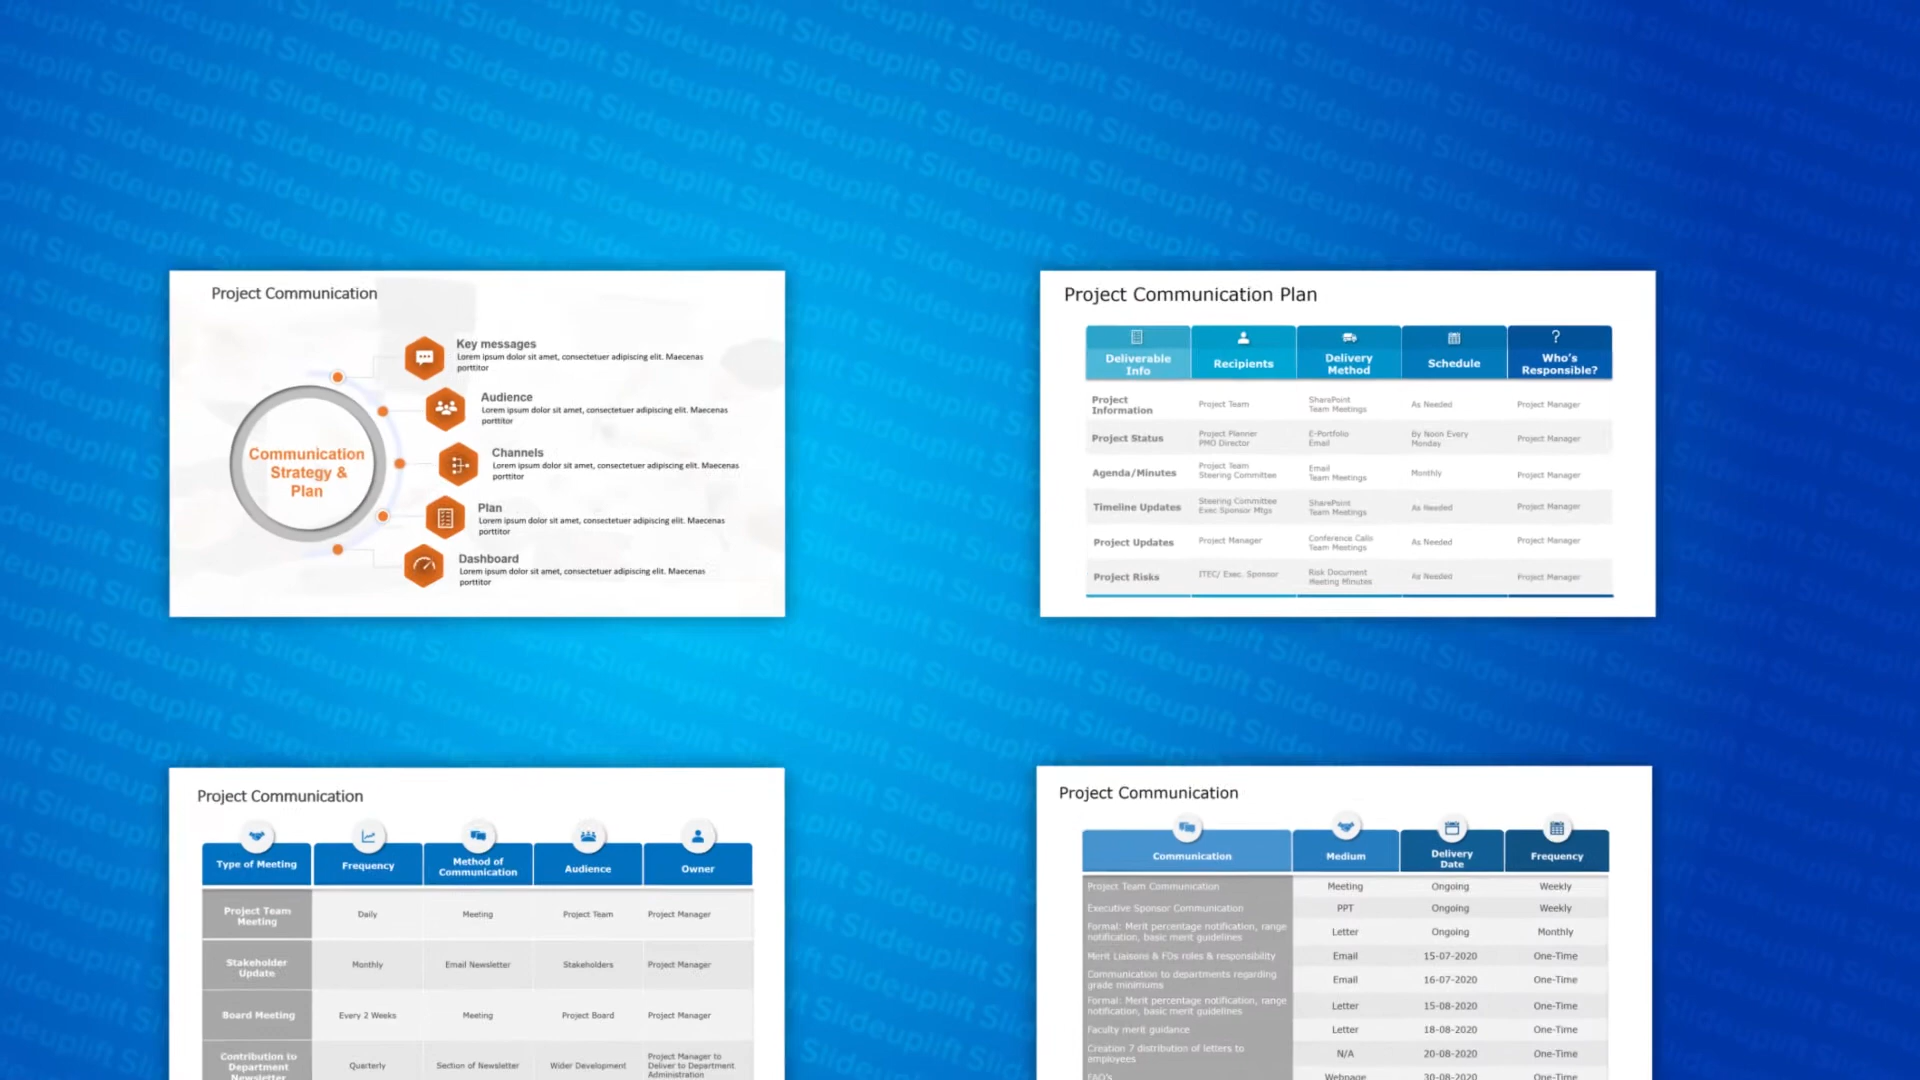 Project Communication
Key messages
Lorem ipsum dolor sit amet, consectetuer adipiscing elit. Maecenas
porttitor
Audience
Lorem ipsum dolor sit amet, consectetuer adipiscing elit. Maecenas
porttitor
Communication
Strategy &
Plan
Channels
Lorem ipsum dolor sit amet, consectetuer adipiscing elit. Maecenas
porttitor
Plan
Lorem ipsum dolor sit amet, consectetuer adipiscing elit. Maecenas
porttitor
Dashboard
Lorem ipsum dolor sit amet, consectetuer adipiscing elit. Maecenas
porttitor
Project Communication Plan
Deliverable
Info
Recipients
Delivery
Method
Schedule
Who's
Responsible?
Project
Information
Project Team
SharePoint
Team Meetings
As Needed
Project Manager
Project Status
Project Planner
PMO Director
E-Portfolio
Email
By Noon Every
Monday
Project Manager
Agenda/Minutes
Project Team
Steering Committee
Email
Team Meetings
Monthly
Project Manager
Timeline Updates
Steering Committee
Exec Sponsor Mtgs
SharePoint
Team Meetings
As Needed
Project Manager
Project Updates
Project Manager
Conference Calls
Team Meetings
As Needed
Project Manager
Project Risks
ITEC/ Exec. Sponsor
Risk Document
Meeting Minutes
As Needed
Project Manager
Project Communication
Type of Meeting
Frequency
Method of
Communication
Audience
Owner
Project Team
Meeting
Daily
Meeting
Project Team
Project Manager
Stakeholder
Update
Monthly
Email Newsletter
Stakeholders
Project Manager
Board Meeting
Every 2 Weeks
Meeting
Project Board
Project Manager
Contribution to
Department
Newsletter
Quarterly
Section of Newsletter
Wider Development
Project Manager to
Deliver to Department
Administration
Project Communication
Communication
Medium
Delivery
Date
Frequency
Project Team Communication
Meeting
Ongoing
Weekly
Executive Sponsor Communication
PPT
Ongoing
Weekly
Formal: Merit percentage notification, range
notification, basic merit guidelines
Letter
Ongoing
Monthly
Merit Liaisons & FOs roles & responsibility
Email
15-07-2020
One-Time
Communication to departments regarding
grade minimums
Email
16-07-2020
One-Time
Formal: Merit percentage notification, range
notification, basic merit guidelines
Letter
15-08-2020
One-Time
Faculty merit guidance
Letter
18-08-2020
One-Time
Creation 7 distribution of letters to
employees
N/A
20-08-2020
One-Time
FAQ's
Webpage
30-08-2020
One-Time